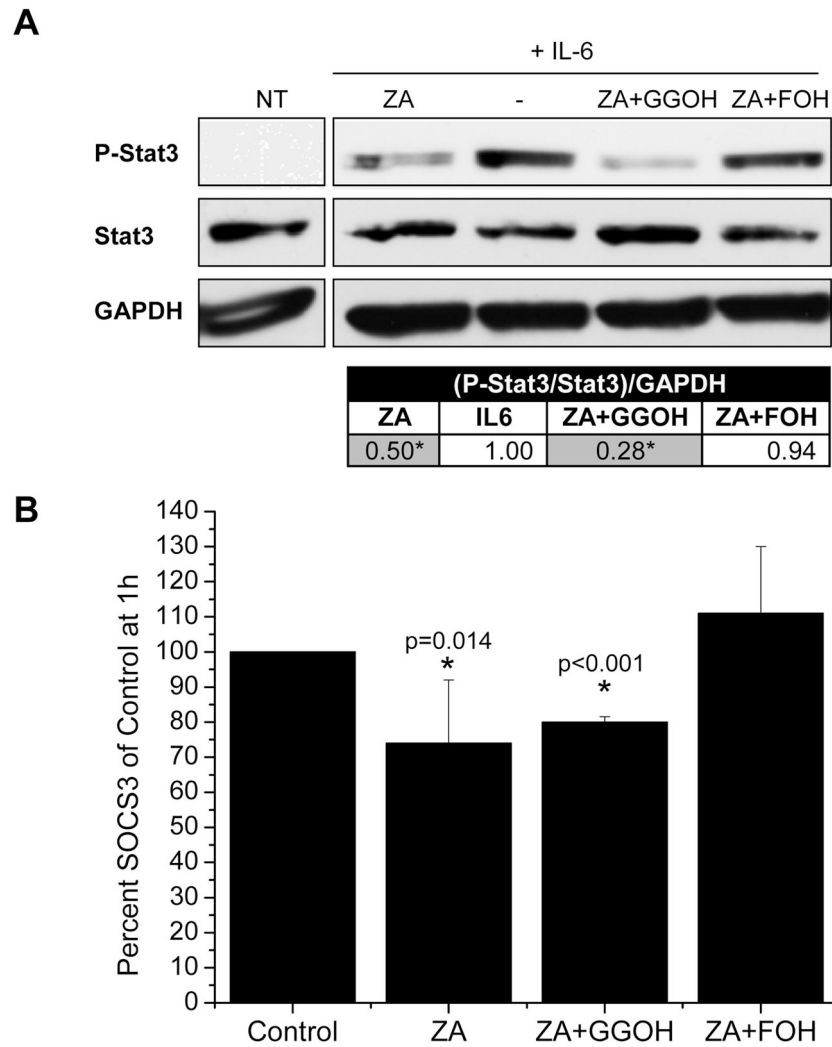 A
+ IL-6
NT ZA - ZA+GGOH ZA+FOH
P-Stat3
Stat3
GAPDH
(P-Stat3/Stat3)/GAPDH
ZA IL6 ZA+GGOH ZA+FOH
0.50* 1.00 0.28* 0.94
B
Percent SOCS3 of Control at 1h
140
130
120
110
100
90
80
70
60
50
40
30
20
10
0
p=0.014
*
p<0.001
*
Control ZA ZA+GGOH ZA+FOH